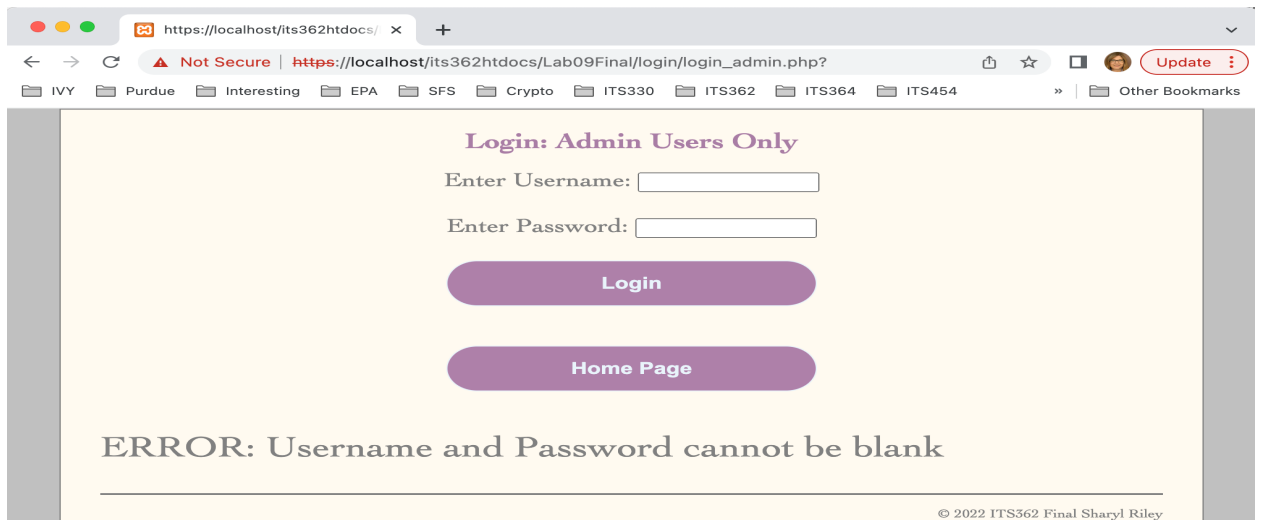 https://localhost/its362htdocs/
Not Secure | https://localhost/its362htdocs/Lab09Final/login/login_admin.php?
Update
IVY Purdue Interesting EPA SFS Crypto ITS330 ITS362 ITS364 ITS454 » Other Bookmarks
Login: Admin Users Only
Enter Username:
Enter Password:
Login
Home Page
ERROR: Username and Password cannot be blank
© 2022 ITS362 Final Sharyl Riley